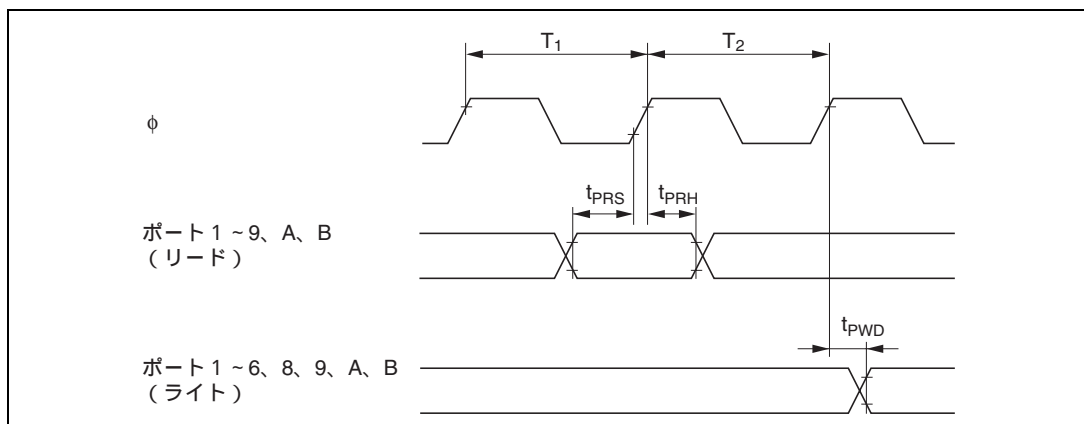 T1 T2
φ
tPRS tPRH
ポート 1 ~ 9、A、B
( リード )
tPWD
ポート 1 ~ 6、8、9、A、B
( ライト )